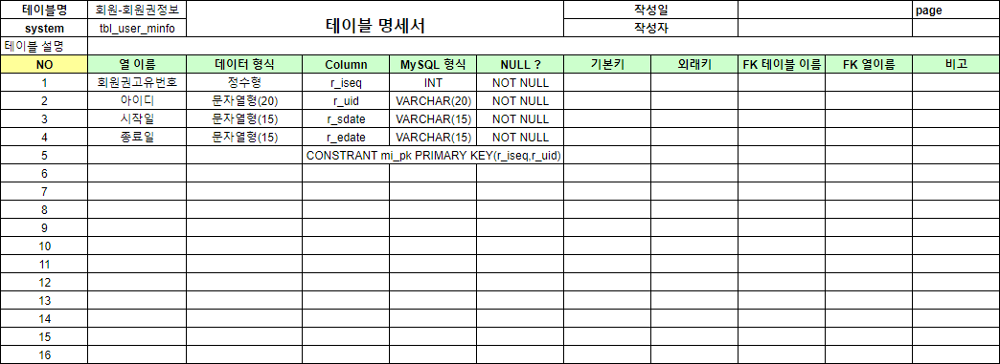 테이블명 회원-회원권정보 테이블 명세서 작성일 page
system tbl_user_minfo 작성자
테이블 설명
NO 열 이름 데이터 형식 Column MySQL 형식 NULL ? 기본키 외래키 FK 테이블 이름 FK 열이름 비고
1 회원권고유번호 정수형 r_iseq INT NOT NULL
2 아이디 문자열형(20) r_uid VARCHAR(20) NOT NULL
3 시작일 문자열형(15) r_sdate VARCHAR(15) NOT NULL
4 종료일 문자열형(15) r_edate VARCHAR(15) NOT NULL
5 CONSTRANT mi_pk PRIMARY KEY(r_iseq,r_uid)
6
7
8
9
10
11
12
13
14
15
16